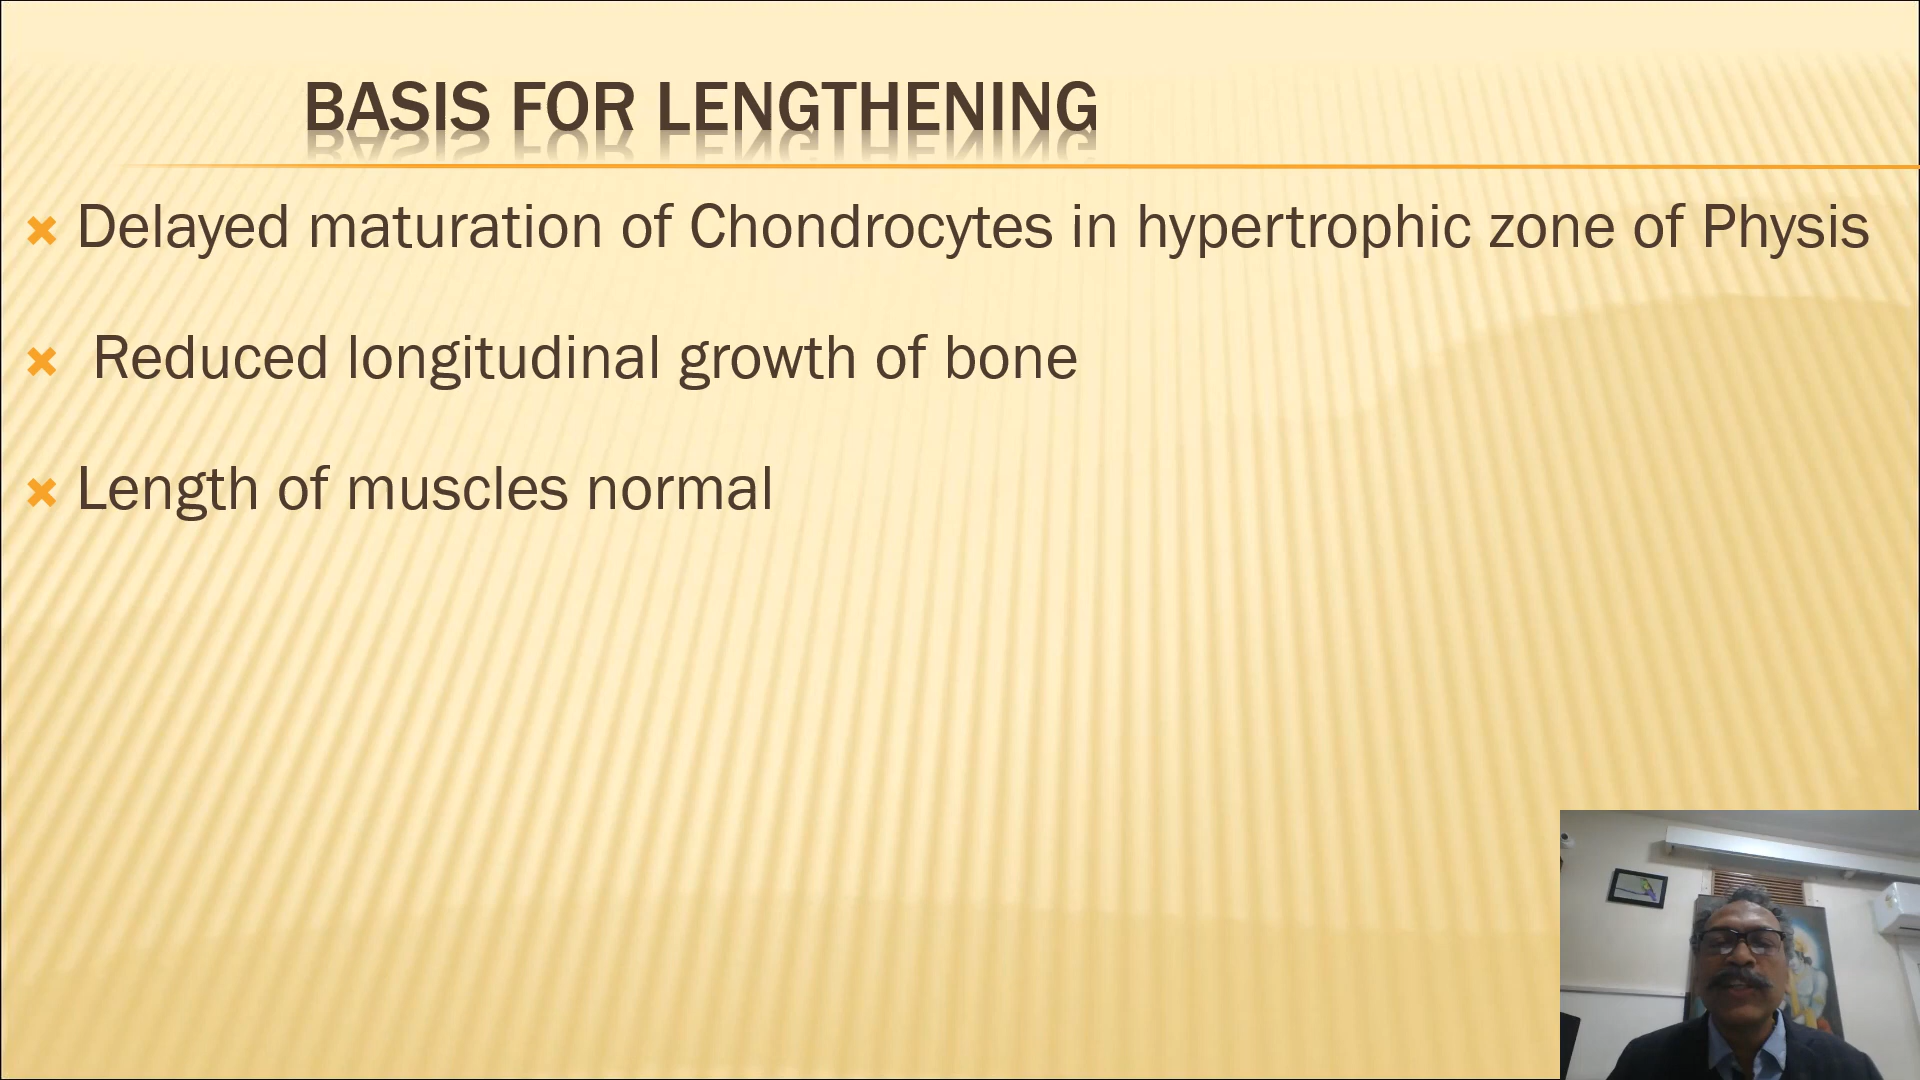 BASIS FOR LENGTHENING
Delayed maturation of Chondrocytes in hypertrophic zone of Physis
Reduced longitudinal growth of bone
Length of muscles normal